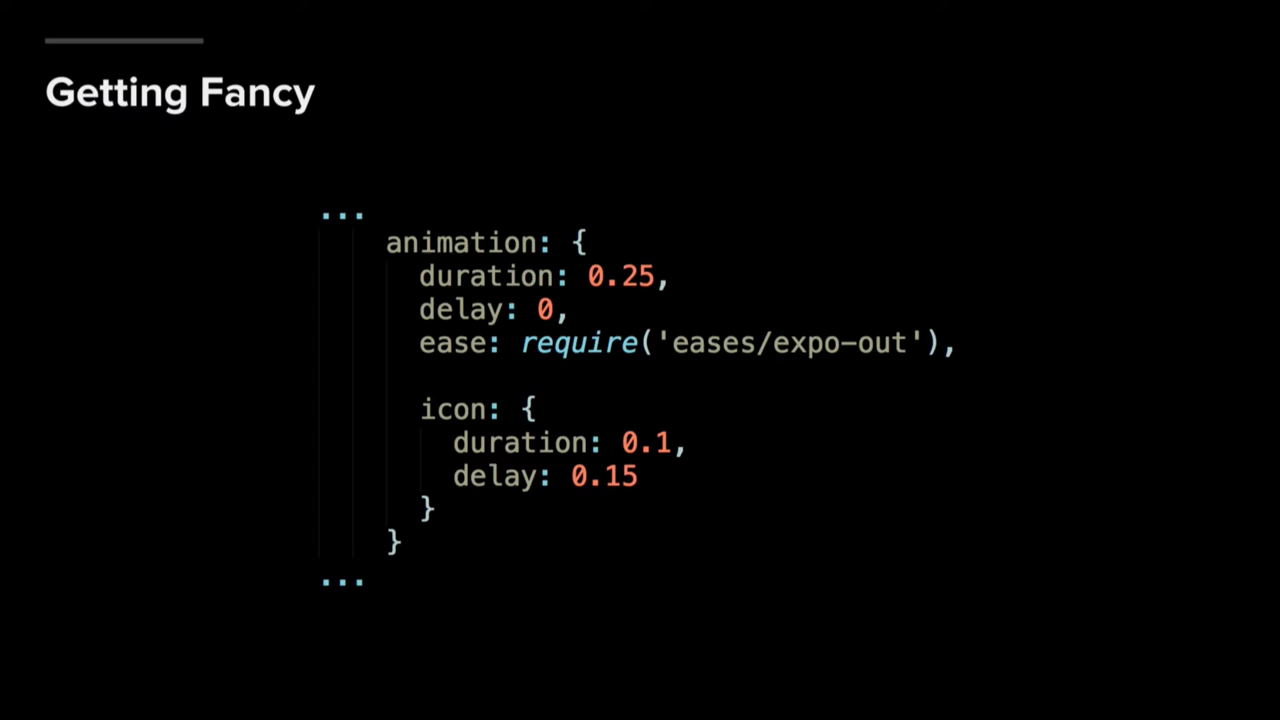 Getting Fancy
...
animation: {
duration: 0.25,
delay: 0,
ease: require('eases/expo-out'),
icon: {
duration: 0.1,
delay: 0.15
}
}
...